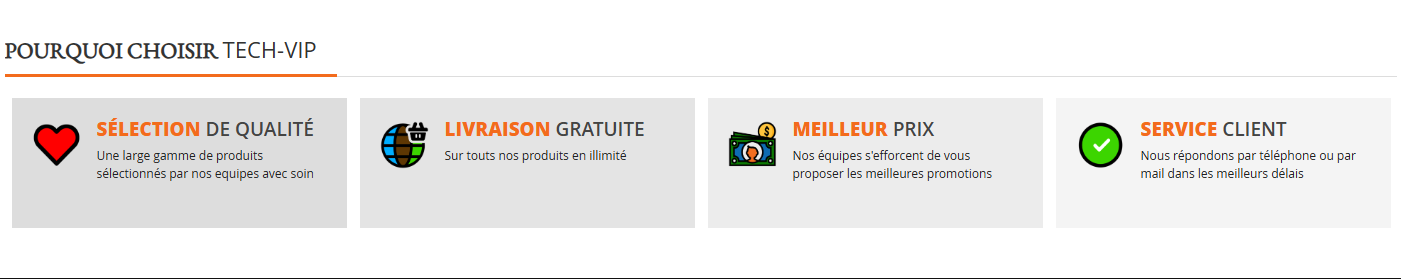 POURQUOI CHOISIR TECH-VIP
SÉLECTION DE QUALITÉ
Une large gamme de produits
sélectionnés par nos equipes avec soin
LIVRAISON GRATUITE
Sur touts nos produits en illimité
MEILLEUR PRIX
Nos équipes s'efforcent de vous
proposer les meilleures promotions
SERVICE CLIENT
Nous répondons par téléphone ou par
mail dans les meilleurs délais